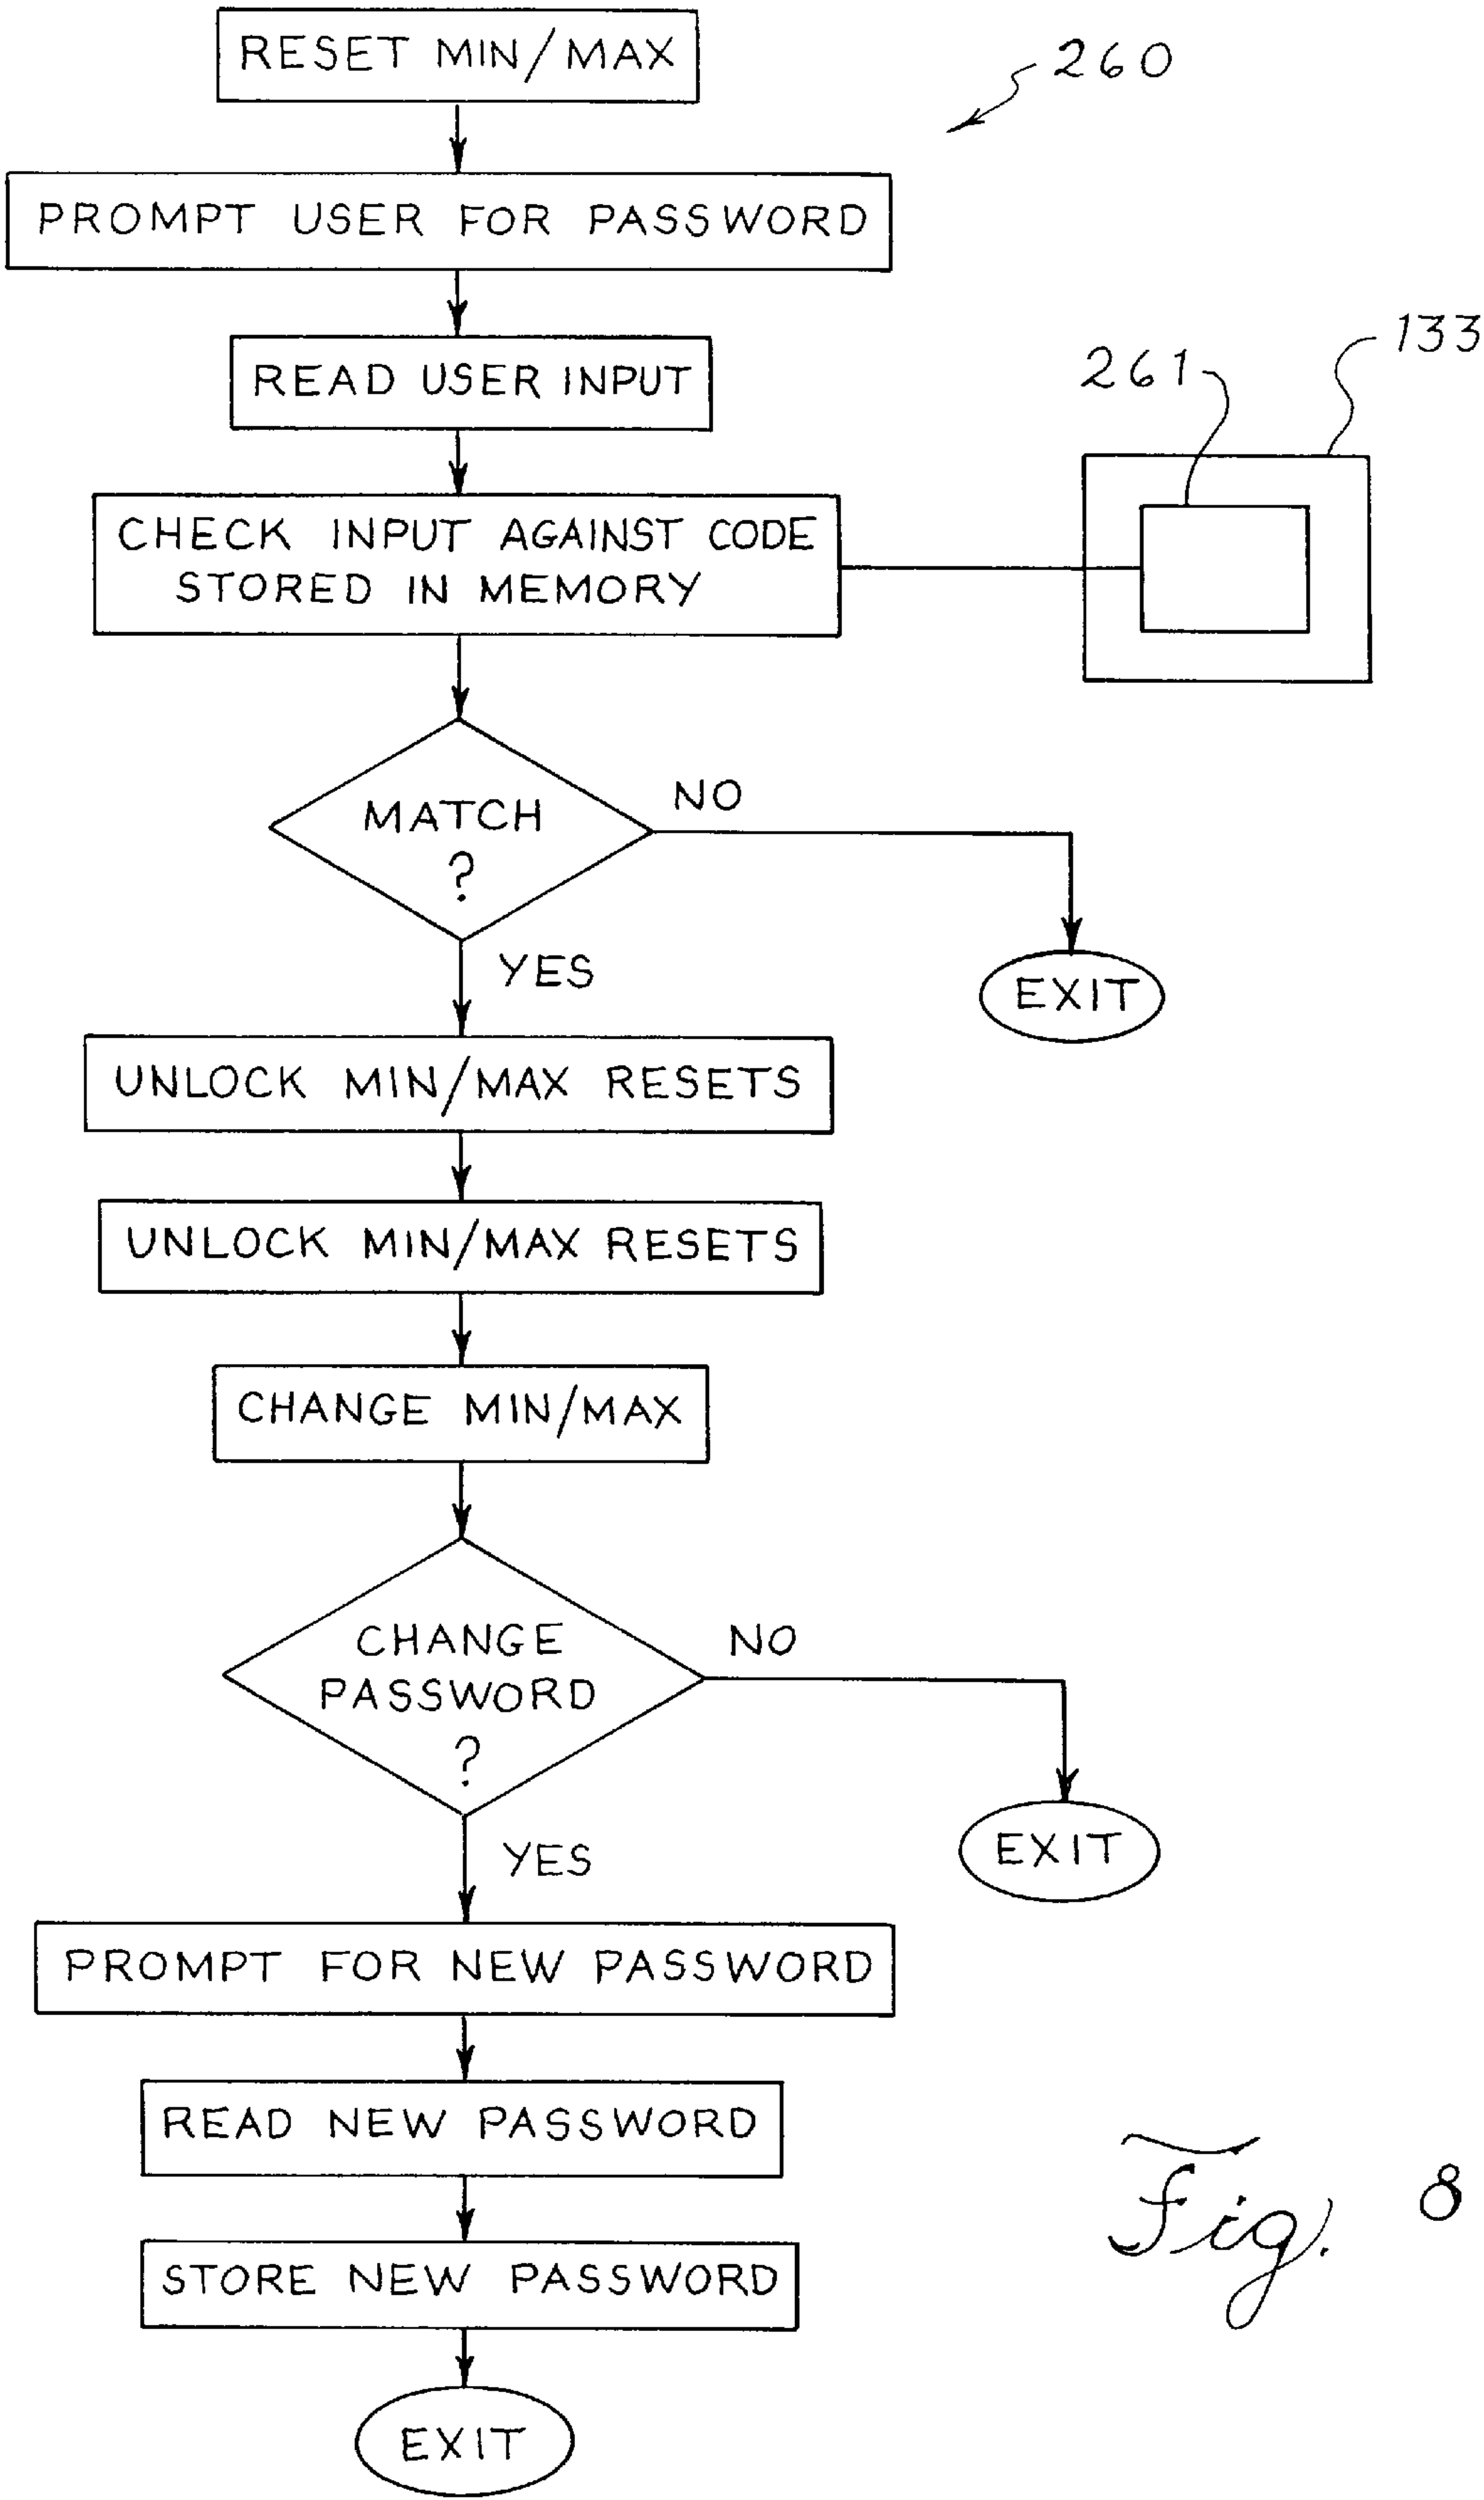 RESET MIN/MAX
260
PROMPT USER FOR PASSWORD
READ USER INPUT
133
261
CHECK INPUT AGAINST CODE
STORED IN MEMORY
MATCH
?
NO
YES
EXIT
UNLOCK MIN/MAX RESETS
UNLOCK MIN/MAX RESETS
CHANGE MIN/MAX
CHANGE
PASSWORD
?
NO
YES
EXIT
PROMPT FOR NEW PASSWORD
READ NEW PASSWORD
STORE NEW PASSWORD
EXIT
Fig. 8